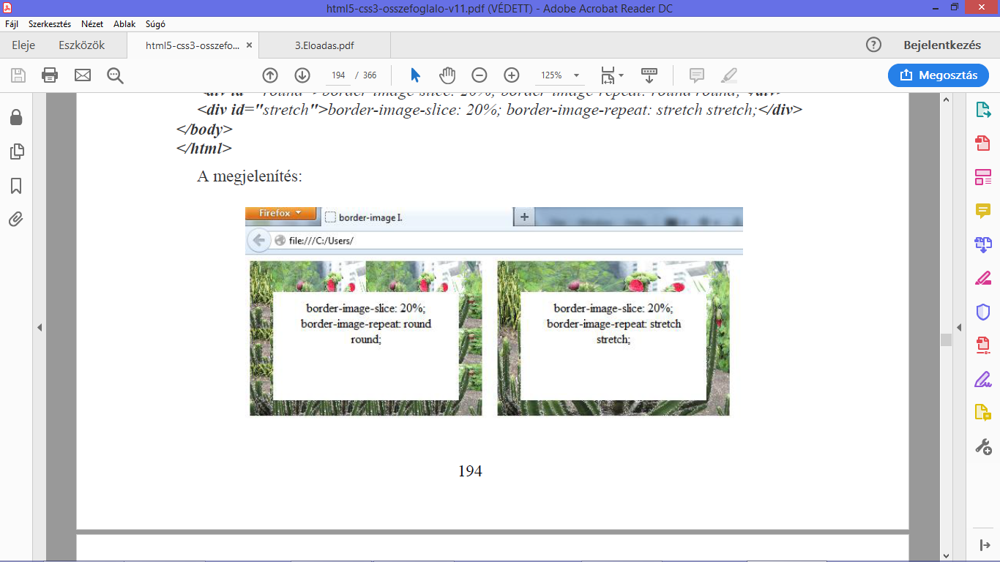 html5-css3-osszefoglalo-v11.pdf (VÉDETT) - Adobe Acrobat Reader DC
Fájl Szerkesztés Nézet Ablak Súgó
Eleje Eszközök html5-css3-osszefo... × 3.Eloadas.pdf Bejelentkezés
194 / 366 125% Megosztás
<div id="round">border-image-slice: 20%; border-image-repeat: round round;</div>
<div id="stretch">border-image-slice: 20%; border-image-repeat: stretch stretch;</div>
</body>
</html>
A megjelenítés:
Firefox border-image I. +
file:///C:/Users/
border-image-slice: 20%;
border-image-repeat: round
round;
border-image-slice: 20%;
border-image-repeat: stretch
stretch;
194